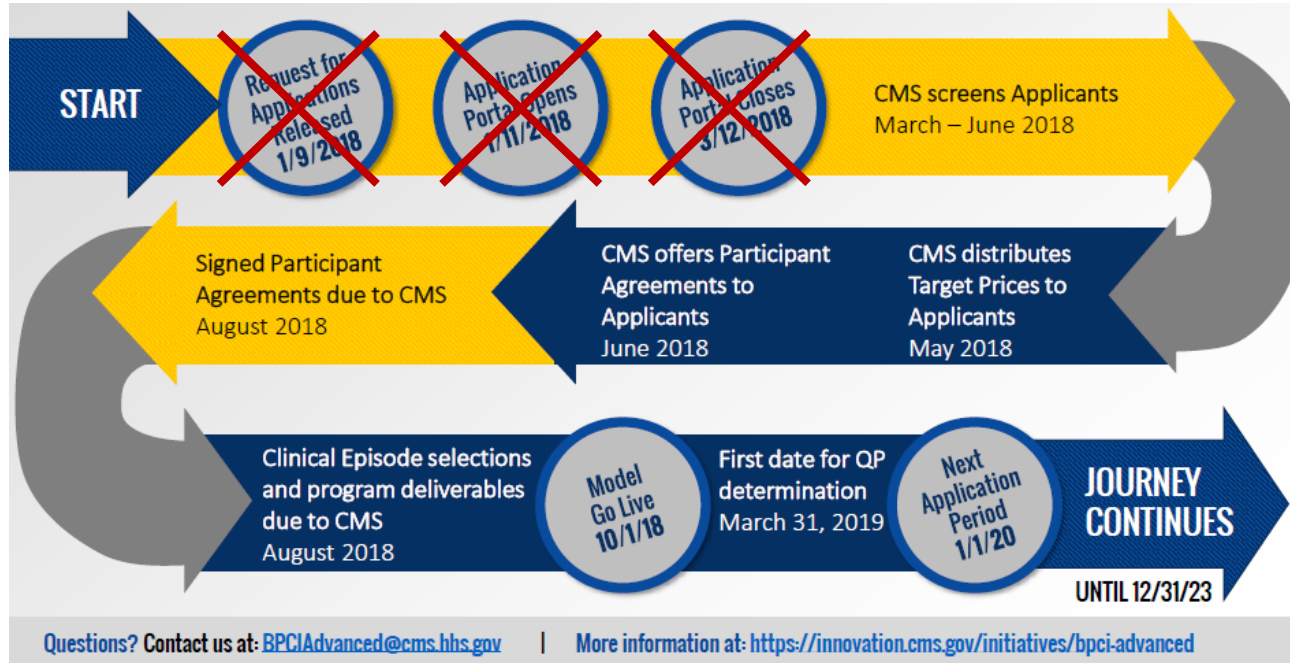 START
Request for
Applications
Released
1/9/2018
Application
Portal Opens
1/11/2018
Application
Portal Closes
3/12/2018
CMS screens Applicants
March – June 2018
CMS distributes
Target Prices to
Applicants
May 2018
CMS offers Participant
Agreements to
Applicants
June 2018
Signed Participant
Agreements due to CMS
August 2018
Clinical Episode selections
and program deliverables
due to CMS
August 2018
Model
Go Live
10/1/18
First date for QP
determination
March 31, 2019
Next
Application
Period
1/1/20
JOURNEY
CONTINUES
UNTIL 12/31/23
Questions? Contact us at: BPCIAdvanced@cms.hhs.gov | More information at: https://innovation.cms.gov/initiatives/bpci-advanced